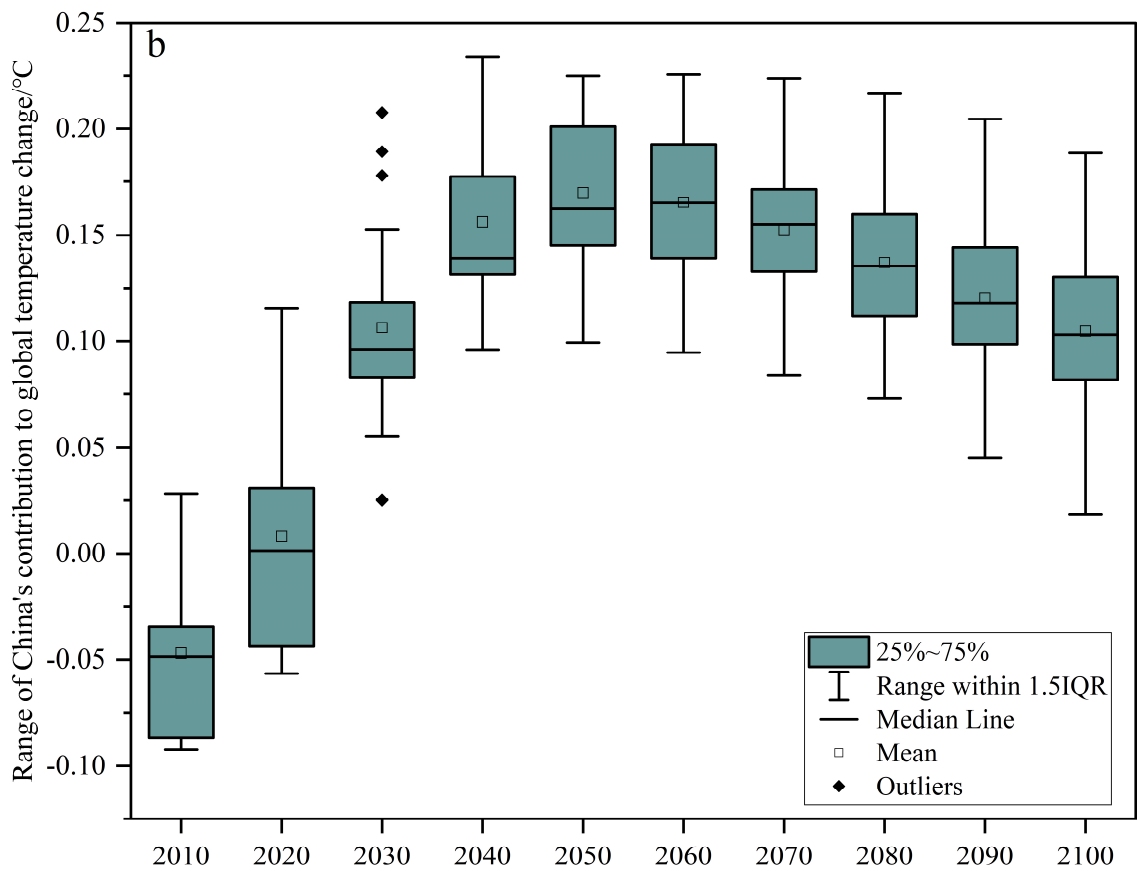 b
Range of China's contribution to global temperature change/°C
0.25
0.20
0.15
0.10
0.05
0.00
-0.05
-0.10
25%~75%
Range within 1.5IQR
Median Line
Mean
Outliers
2010 2020 2030 2040 2050 2060 2070 2080 2090 2100